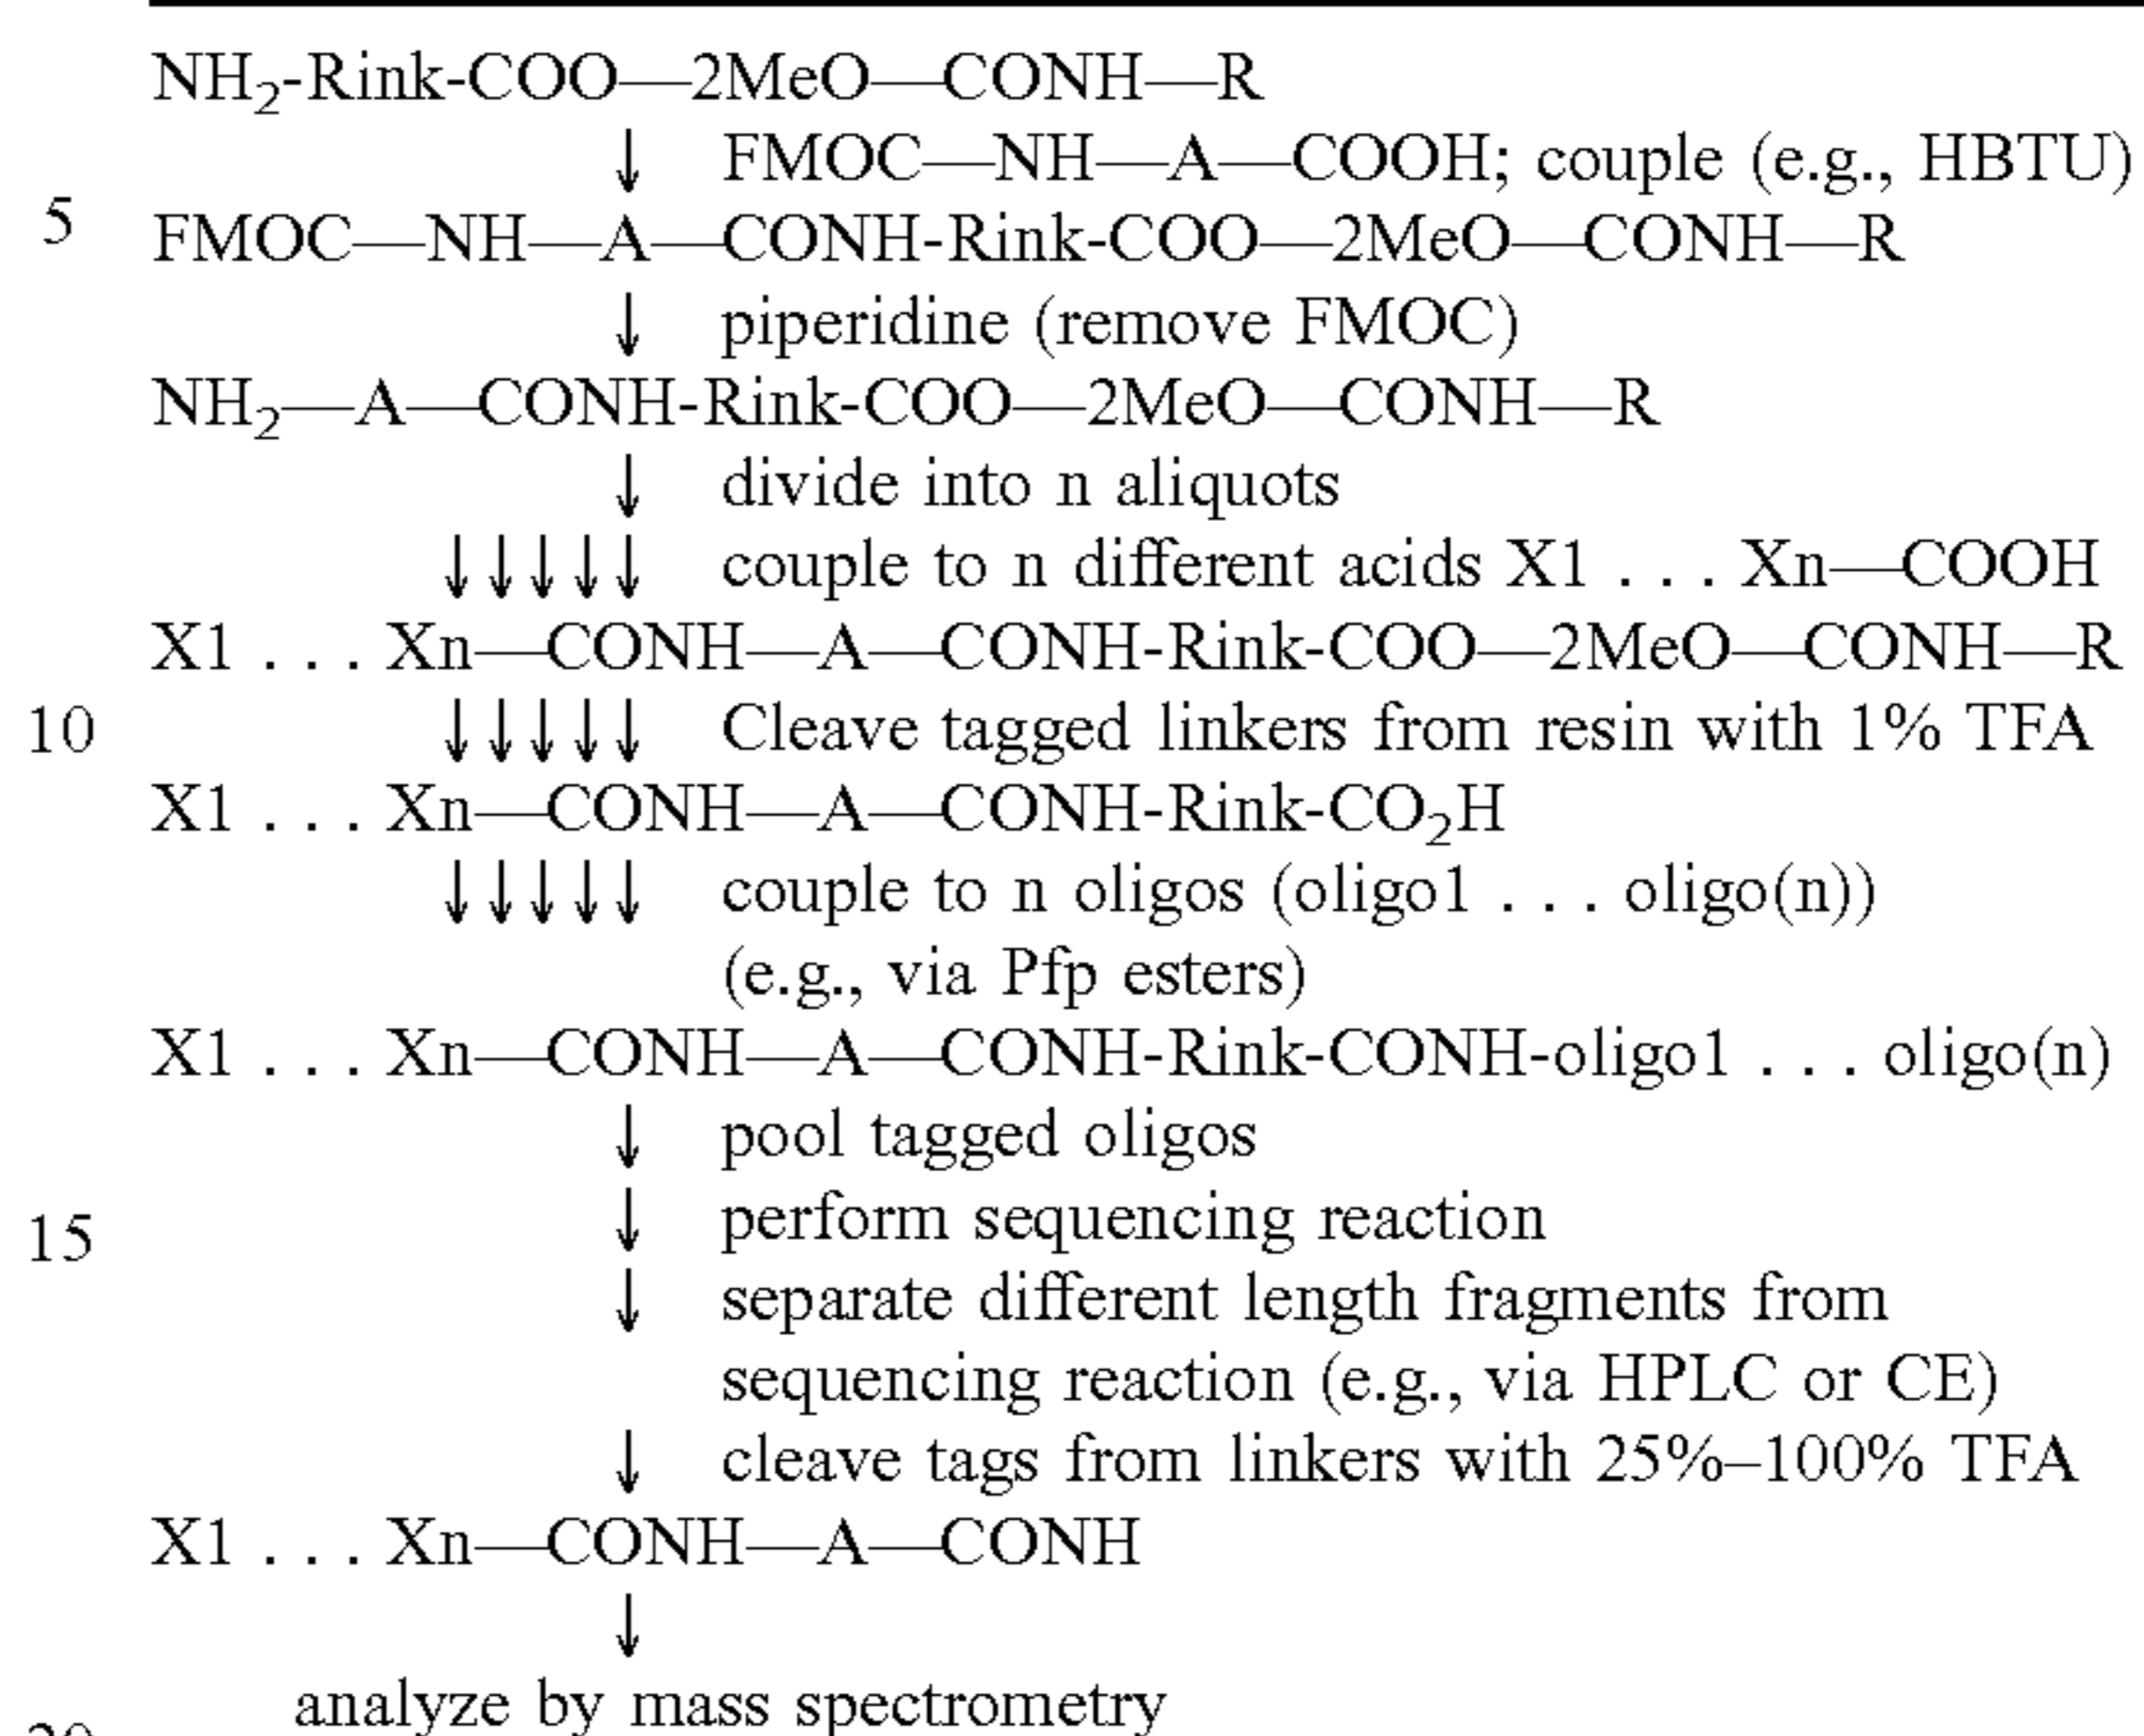 NH₂-Rink-COO—2MeO—CONH—R
↓ FMOC—NH—A—COOH; couple (e.g., HBTU)
5
FMOC—NH—A—CONH-Rink-COO—2MeO—CONH—R
↓ piperidine (remove FMOC)
NH₂—A—CONH-Rink-COO—2MeO—CONH—R
↓ divide into n aliquots
↓↓↓↓↓ couple to n different acids X1 . . . Xn—COOH
X1 . . . Xn—CONH—A—CONH-Rink-COO—2MeO—CONH—R
10 ↓↓↓↓↓ Cleave tagged linkers from resin with 1% TFA
X1 . . . Xn—CONH—A—CONH-Rink-CO₂H
↓↓↓↓↓ couple to n oligos (oligo1 . . . oligo(n))
(e.g., via Pfp esters)
X1 . . . Xn—CONH—A—CONH-Rink-CONH-oligo1 . . . oligo(n)
↓ pool tagged oligos
15 ↓ perform sequencing reaction
↓ separate different length fragments from
sequencing reaction (e.g., via HPLC or CE)
↓ cleave tags from linkers with 25%–100% TFA
X1 . . . Xn—CONH—A—CONH
↓
analyze by mass spectrometry